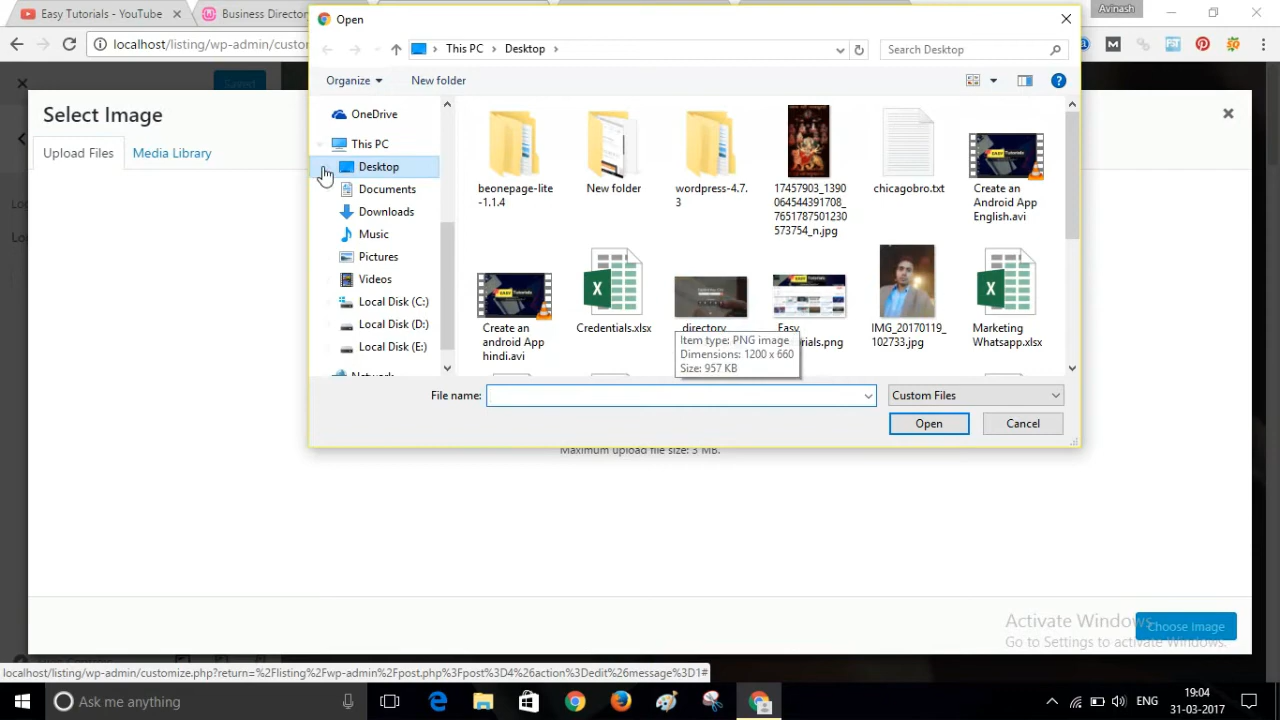 Easy Tutorials - YouTube
Business Director
Avinash
localhost/listing/wp-admin/custo
Open
This PC
Desktop
Search Desktop
Organize
New folder
Saved
Select Image
Upload Files
Media Library
OneDrive
This PC
Desktop
Documents
Downloads
Music
Pictures
Videos
Local Disk (C:)
Local Disk (D:)
Local Disk (E:)
Network
beonepage-lite
-1.1.4
New folder
wordpress-4.7.
3
17457903_1390
064544391708_
7651787501230
573754_n.jpg
chicagobro.txt
Create an
Android App
English.avi
Create an
android App
hindi.avi
Credentials.xlsx
directory
Easy
rials.png
IMG_20170119_
102733.jpg
Marketing
Whatsapp.xlsx
Item type: PNG image
Dimensions: 1200 x 660
Size: 957 KB
File name:
Custom Files
Open
Cancel
Maximum upload file size: 3 MB.
Activate Windows
Go to Settings to activate Windows.
Choose Image
localhost/listing/wp-admin/customize.php?return=%2Flisting%2Fwp-admin%2Fpost.php%3Fpost%3D4%26action%3Dedit%26message%3D1#
Ask me anything
ENG
19:04
31-03-2017